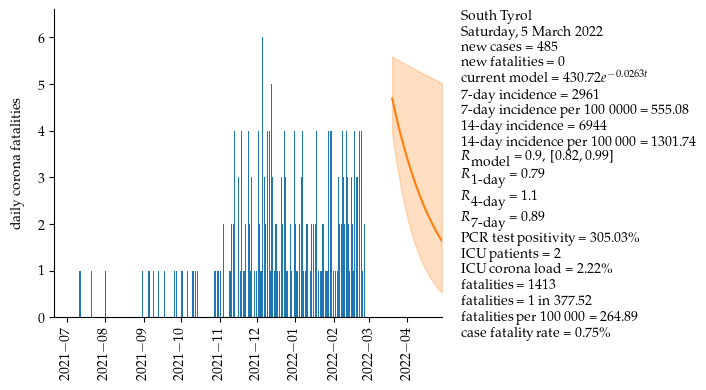 South Tyrol
Saturday, 5 March 2022
new cases = 485
new fatalities = 0
current model = 430.72e^{−0.0263t}
7-day incidence = 2961
7-day incidence per 100 0000 = 555.08
14-day incidence = 6944
14-day incidence per 100 000 = 1301.74
R_model = 0.9, [0.82, 0.99]
R_1-day = 0.79
R_4-day = 1.1
R_7-day = 0.89
PCR test positivity = 305.03%
ICU patients = 2
ICU corona load = 2.22%
fatalities = 1413
fatalities = 1 in 377.52
fatalities per 100 000 = 264.89
case fatality rate = 0.75%
daily corona fatalities
6
5
4
3
2
1
0
2021−07
2021−08
2021−09
2021−10
2021−11
2021−12
2022−01
2022−02
2022−03
2022−04